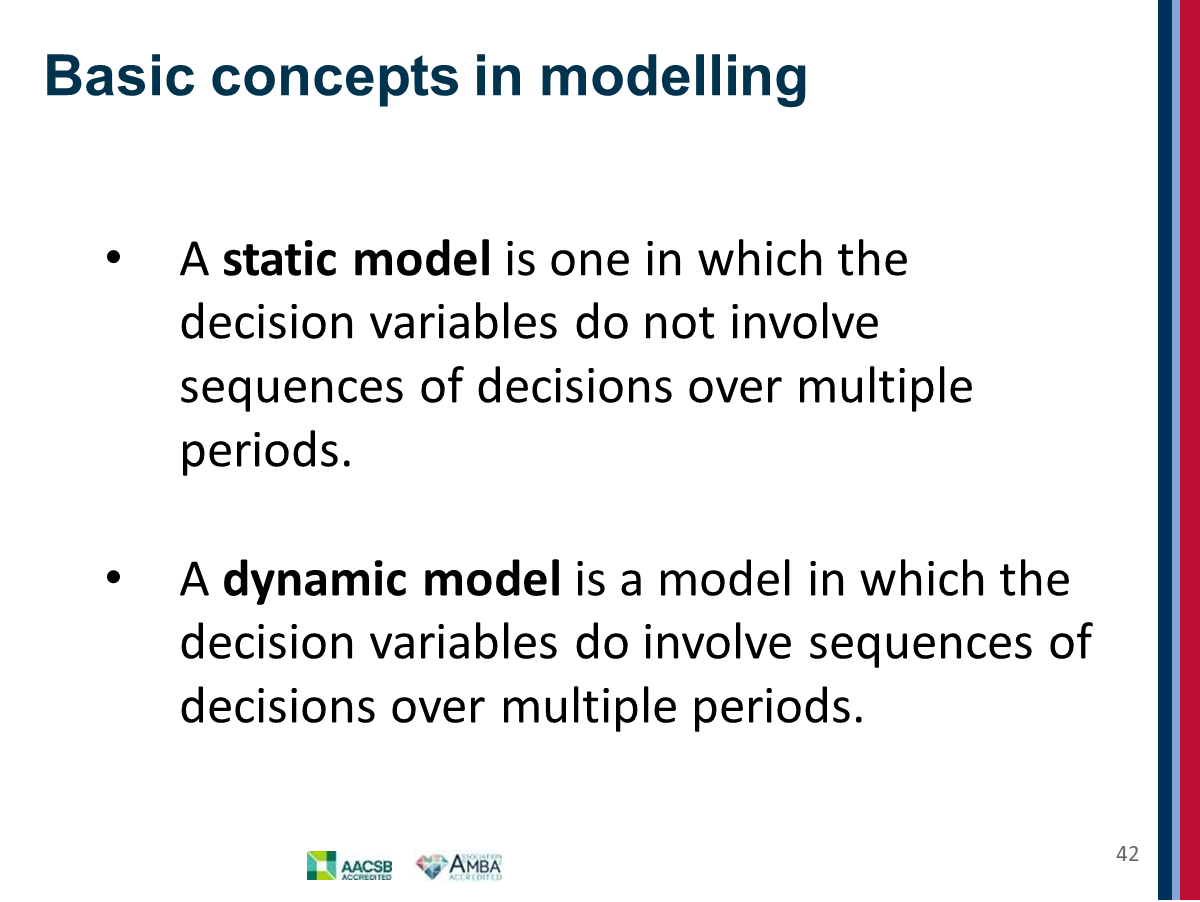 Basic concepts in modelling
• A static model is one in which the
decision variables do not involve
sequences of decisions over multiple
periods.
• A dynamic model is a model in which the
decision variables do involve sequences of
decisions over multiple periods.
AACSB
ACCREDITED
ASSOCIATION
AMBA
ACCREDITED
42